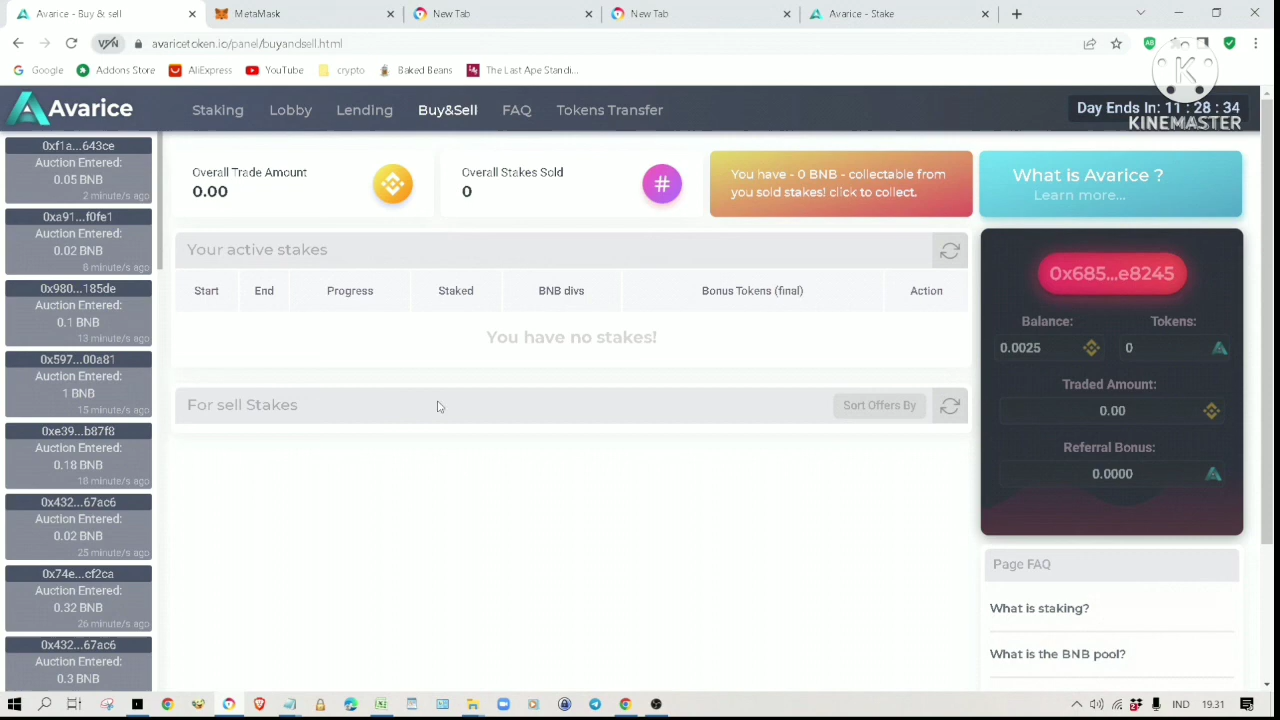 Avarice - Buy & sell
MetaMask
New Tab
New Tab
Avarice - Stake
VPN
avaricetoken.io/panel/buyandsell.html
Google
Addons Store
AliExpress
YouTube
crypto
Baked Beans
The Last Ape Standi...
K
KINEMASTER
Avarice
Staking
Lobby
Lending
Buy&Sell
FAQ
Tokens Transfer
Day Ends In: 11 : 28 : 34
0xf1a...643ce
Auction Entered:
0.05 BNB
2 minute/s ago
0xa91...f0fe1
Auction Entered:
0.02 BNB
8 minute/s ago
0x980...185de
Auction Entered:
0.1 BNB
13 minute/s ago
0x597...00a81
Auction Entered:
1 BNB
15 minute/s ago
0xe39...b87f8
Auction Entered:
0.18 BNB
18 minute/s ago
0x432...67ac6
Auction Entered:
0.02 BNB
25 minute/s ago
0x74e...cf2ca
Auction Entered:
0.32 BNB
26 minute/s ago
0x432...67ac6
Auction Entered:
0.3 BNB
Overall Trade Amount
0.00
Overall Stakes Sold
0
#
You have - 0 BNB - collectable from
you sold stakes! click to collect.
What is Avarice ?
Learn more...
Your active stakes
Start
End
Progress
Staked
BNB divs
Bonus Tokens (final)
Action
You have no stakes!
For sell Stakes
Sort Offers By
0x685...e8245
Balance:
Tokens:
0.0025
0
Traded Amount:
0.00
Referral Bonus:
0.0000
Page FAQ
What is staking?
What is the BNB pool?
IND
19.31